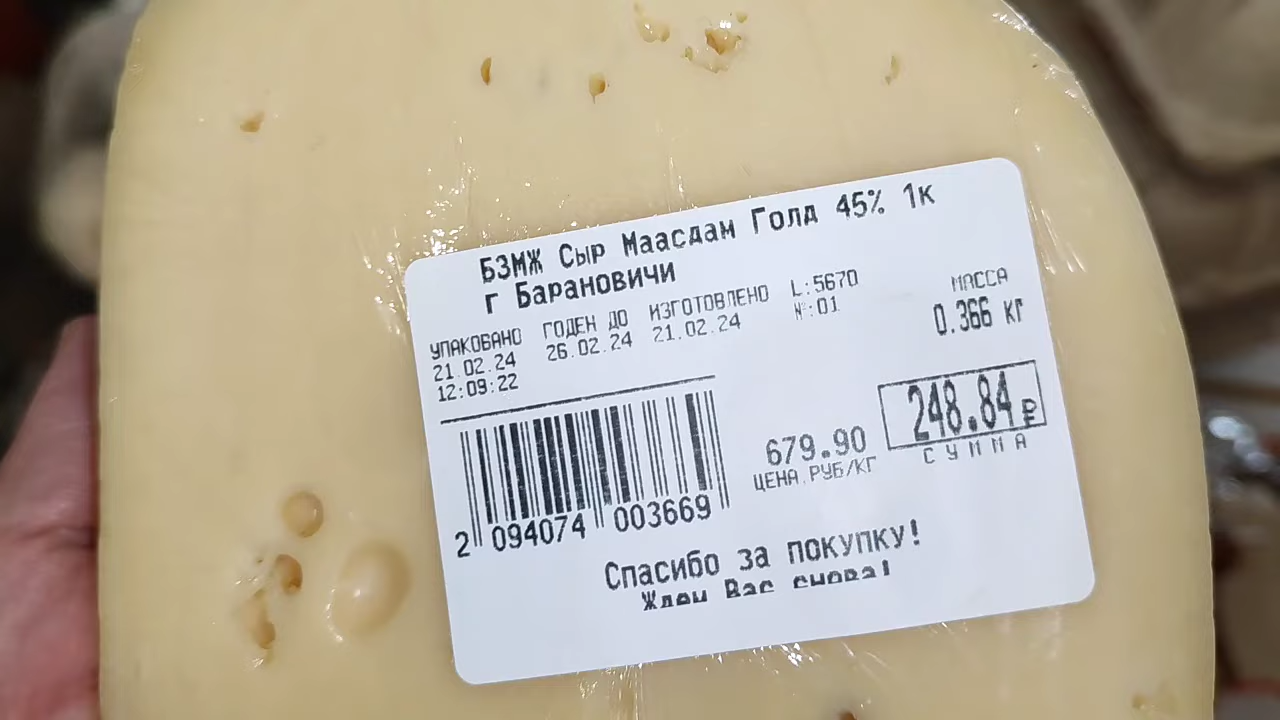 БЗМЖ Сыр Маасдам Голд 45% 1к
г Барановичи
УПАКОВАНО ГОДЕН ДО ИЗГОТОВЛЕНО L:5670 МАССА
21.02.24 26.02.24 21.02.24 №:01 0.366 кг
12:09:22
248.84 ₽
679.90 СУММА
ЦЕНА.РУБ/КГ
2 094074 003669
Спасибо за покупку!
Ждем Вас снова!